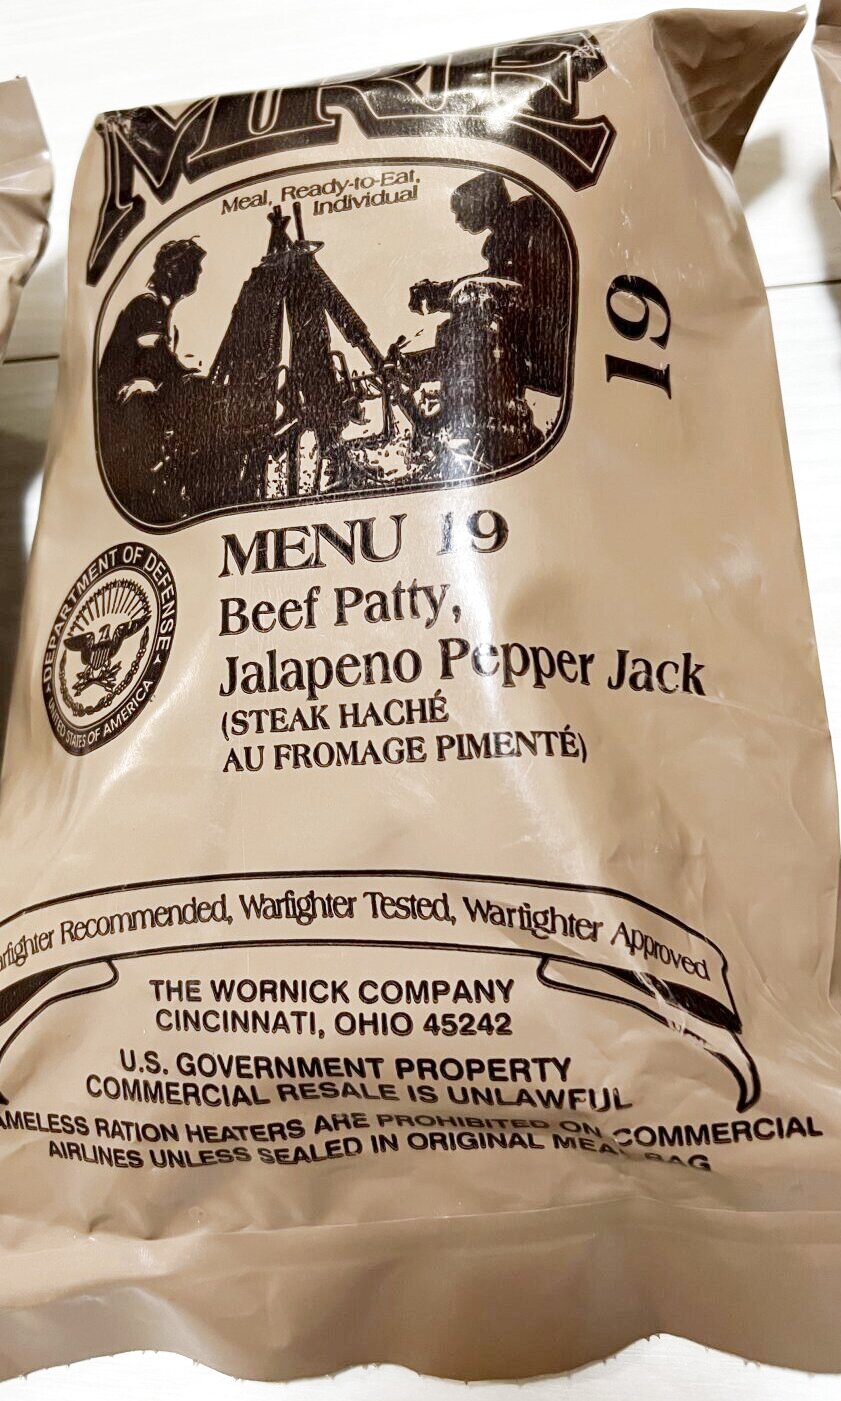 MRE
Meal, Ready-to-Eat,
Individual
19
MENU 19
Beef Patty,
Jalapeno Pepper Jack
(STEAK HACHÉ
AU FROMAGE PIMENTÉ)
DEPARTMENT OF DEFENSE
UNITED STATES OF AMERICA
Recommended, Warfighter Tested, Warfighter Approved
THE WORNICK COMPANY
CINCINNATI, OHIO 45242
U.S. GOVERNMENT PROPERTY
COMMERCIAL RESALE IS UNLAWFUL
RATION HEATERS ARE PROHIBITED ON COMMERCIAL
AIRLINES UNLESS SEALED IN ORIGINAL MEAL BAG